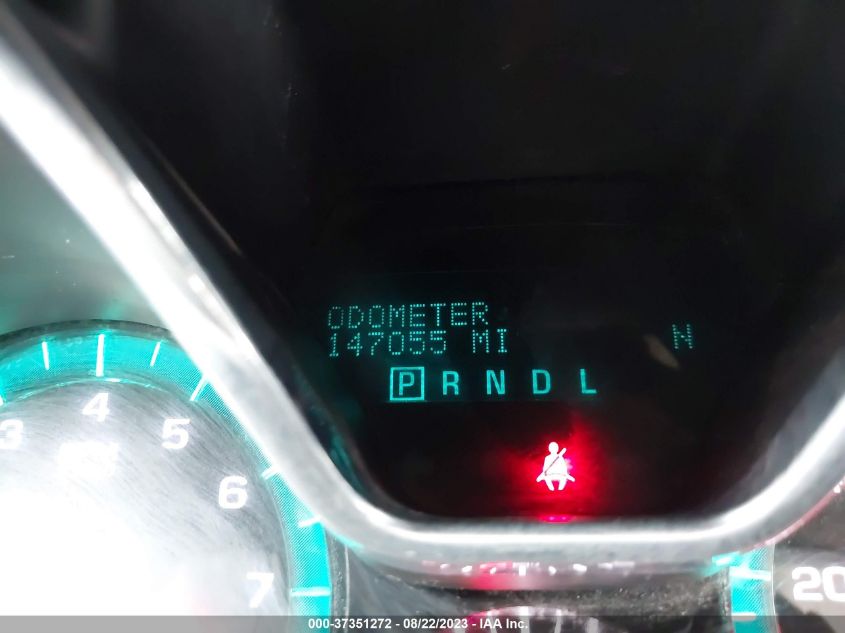 ODOMETER
147055 MI N
P R N D L
3 4 5 6 7
20
000-37351272 - 08/22/2023 - IAA Inc.